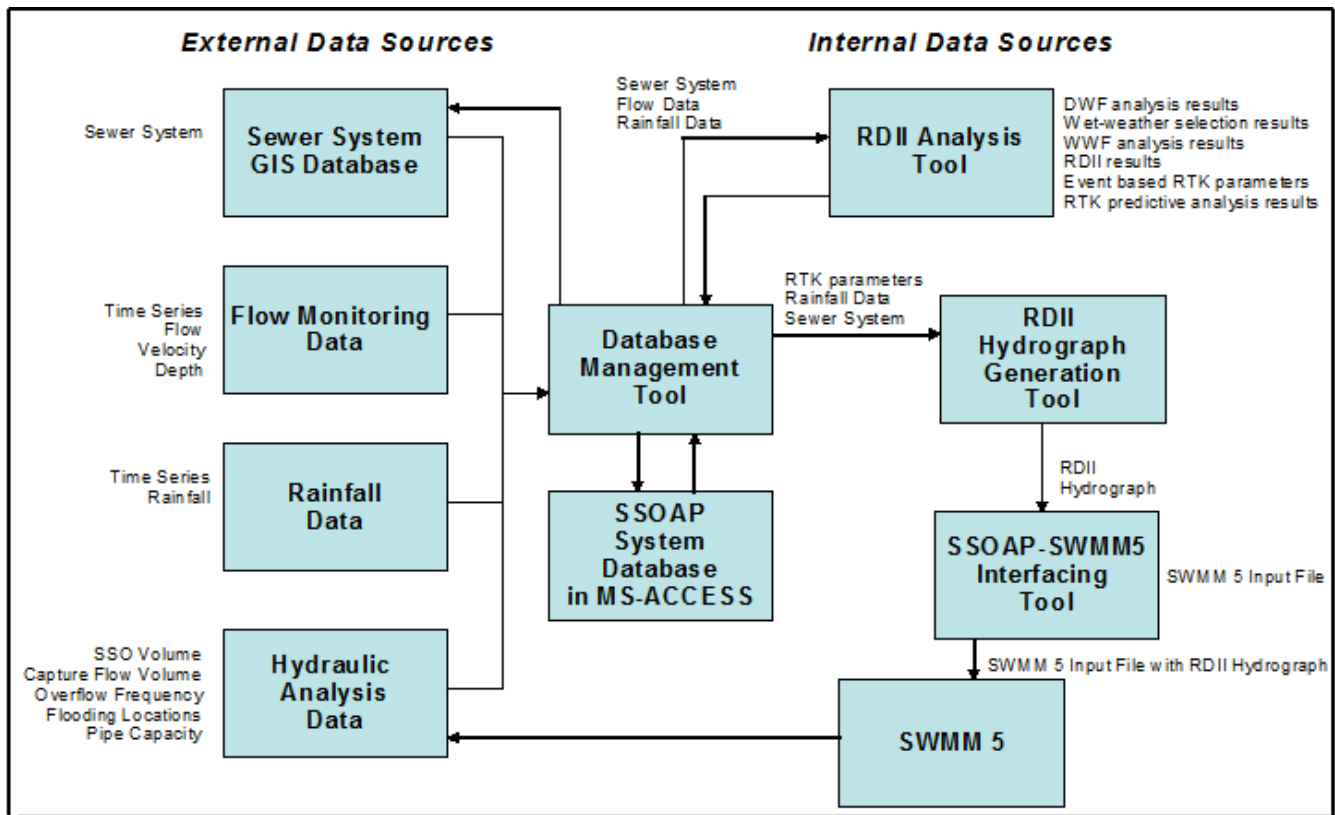 External Data Sources
Internal Data Sources
Sewer System
Sewer System
GIS Database
Time Series
Flow
Velocity
Depth
Flow Monitoring
Data
Time Series
Rainfall
Rainfall
Data
SSO Volume
Capture Flow Volume
Overflow Frequency
Flooding Locations
Pipe Capacity
Hydraulic
Analysis
Data
Database
Management
Tool
SSOAP
System
Database
in MS-ACCESS
Sewer System
Flow Data
Rainfall Data
RDII Analysis
Tool
DWF analysis results
Wet-weather selection results
WWF analysis results
RDII results
Event based RTK parameters
RTK predictive analysis results
RTK parameters
Rainfall Data
Sewer System
RDII
Hydrograph
Generation
Tool
RDII
Hydrograph
SSOAP-SWMM5
Interfacing
Tool
SWMM 5 Input File
SWMM 5 Input File with RDII Hydrograph
SWMM 5